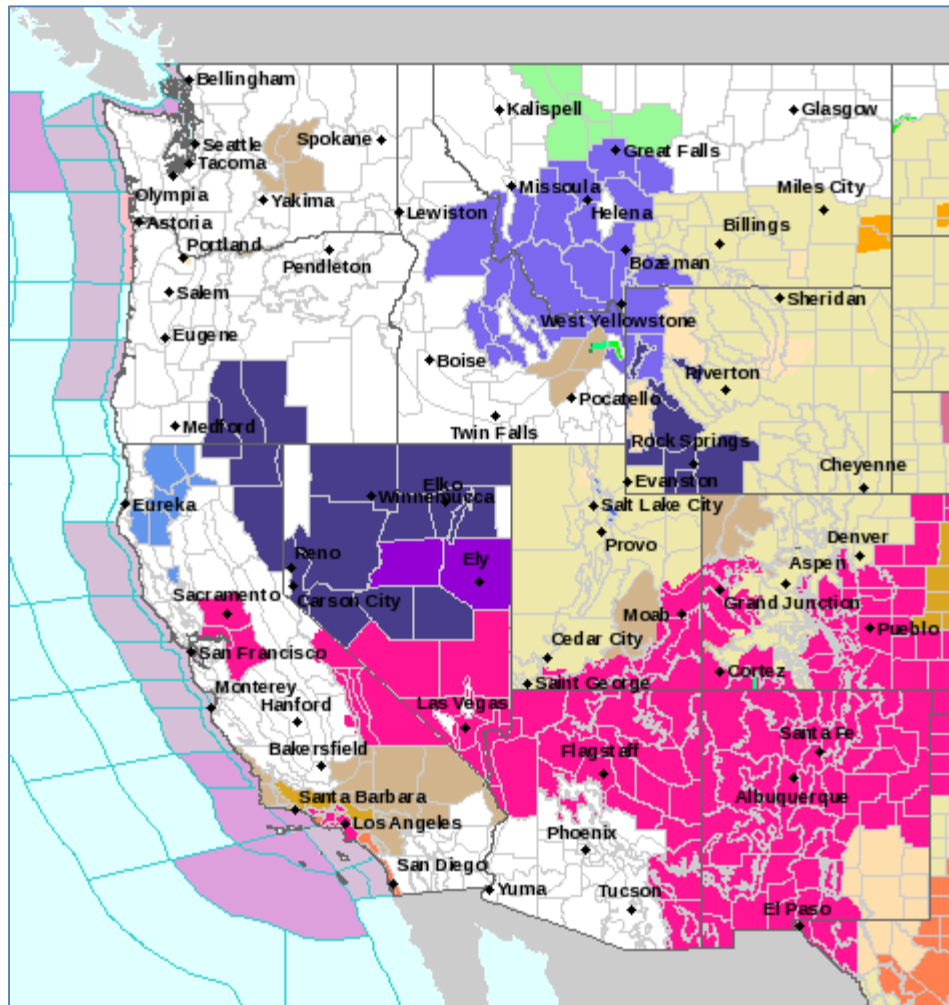 Bellingham
Kalispell
Glasgow
Seattle
Spokane
Great Falls
Tacoma
Olympia
Missoula
Miles City
Yakima
Helena
Lewiston
Astoria
Billings
Portland
Pendleton
Bozeman
Salem
Sheridan
West Yellowstone
Eugene
Boise
Riverton
Pocatello
Medford
Twin Falls
Rock Springs
Cheyenne
Elko
Evanston
Eureka
Winnemucca
Salt Lake City
Provo
Denver
Reno
Ely
Aspen
Sacramento
Carson City
Moab
Grand Junction
Pueblo
San Francisco
Cedar City
Cortez
Monterey
Saint George
Hanford
Las Vegas
Santa Fe
Bakersfield
Flagstaff
Albuquerque
Santa Barbara
Los Angeles
Phoenix
San Diego
Yuma
Tucson
El Paso